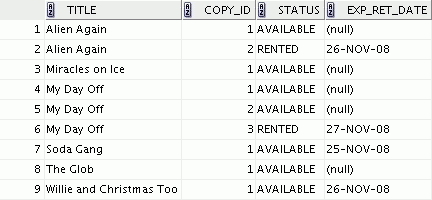 TITLE COPY_ID STATUS EXP_RET_DATE
1 Alien Again 1 AVAILABLE (null)
2 Alien Again 2 RENTED 26-NOV-08
3 Miracles on Ice 1 AVAILABLE (null)
4 My Day Off 1 AVAILABLE (null)
5 My Day Off 2 AVAILABLE (null)
6 My Day Off 3 RENTED 27-NOV-08
7 Soda Gang 1 AVAILABLE 25-NOV-08
8 The Glob 1 AVAILABLE (null)
9 Willie and Christmas Too 1 AVAILABLE 26-NOV-08